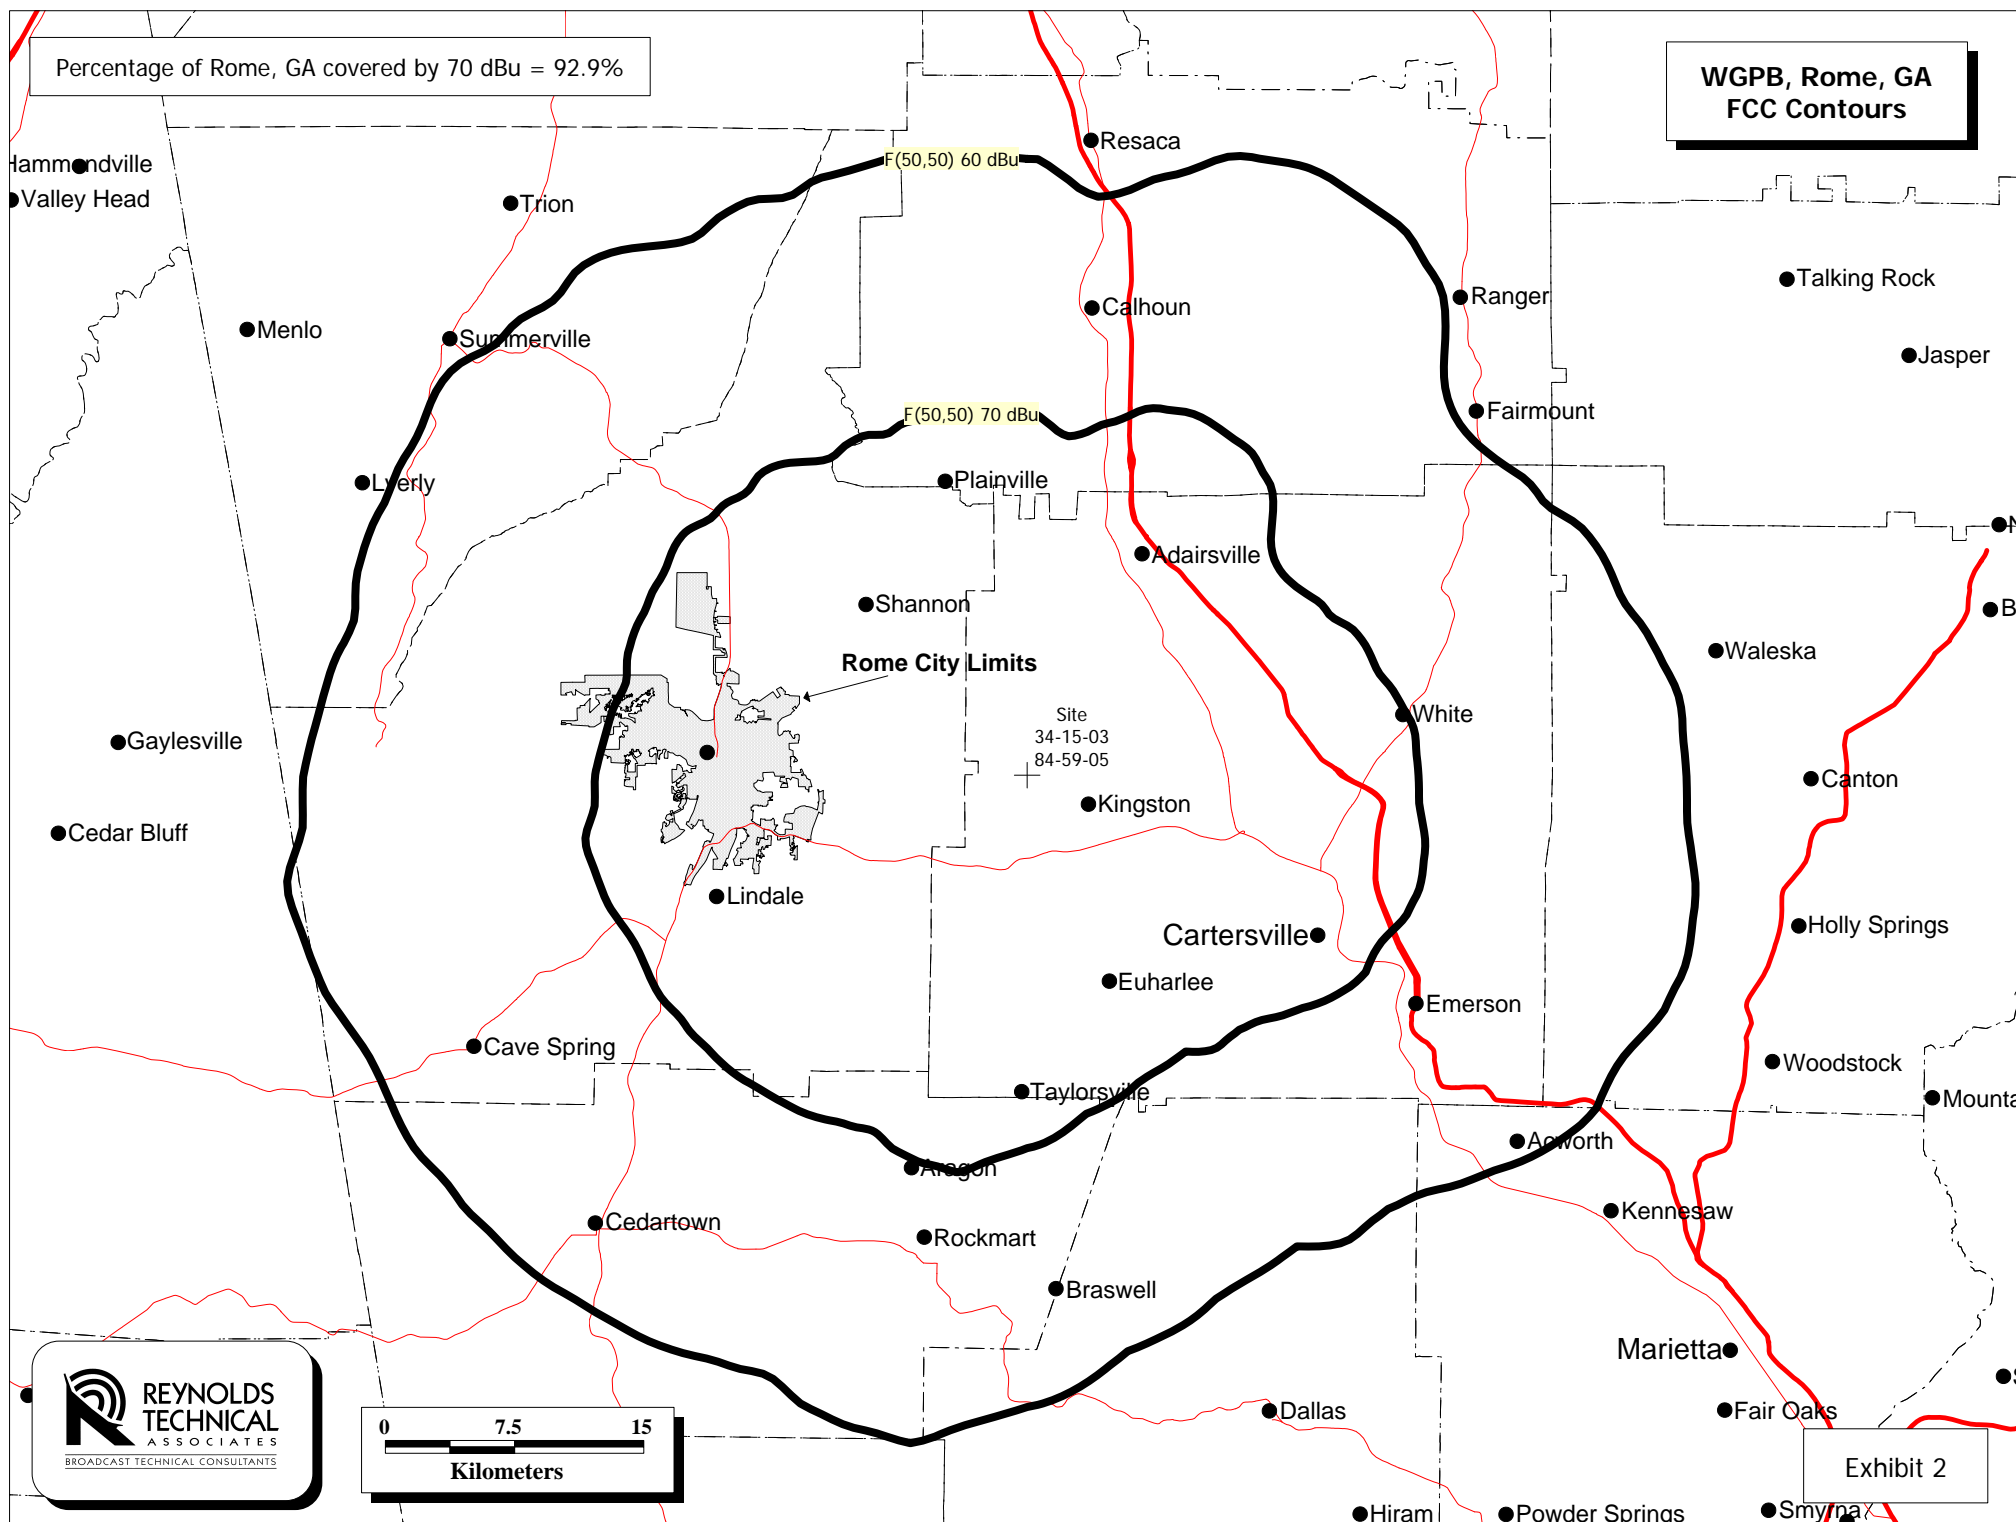 Percentage of Rome, GA covered by 70 dBu = 92.9%
WGPB, Rome, GA
FCC Contours
Resaca
F(50,50) 60 dBu
Hammondville
Valley Head
Trion
Talking Rock
Ranger
Calhoun
Menlo
Summerville
Jasper
Fairmount
F(50,50) 70 dBu
Lyerly
Plainville
N
Adairsville
Shannon
B
Rome City Limits
Waleska
Site
34-15-03
84-59-05
White
Gaylesville
Canton
Kingston
Cedar Bluff
Lindale
Holly Springs
Cartersville
Euharlee
Emerson
Cave Spring
Woodstock
Taylorsville
Mounta
Acworth
Aragon
Kennesaw
Cedartown
Rockmart
Braswell
Marietta
S
REYNOLDS
TECHNICAL
ASSOCIATES
BROADCAST TECHNICAL CONSULTANTS
Dallas
Fair Oaks
0 7.5 15
Kilometers
Exhibit 2
Hiram
Powder Springs
Smyrna